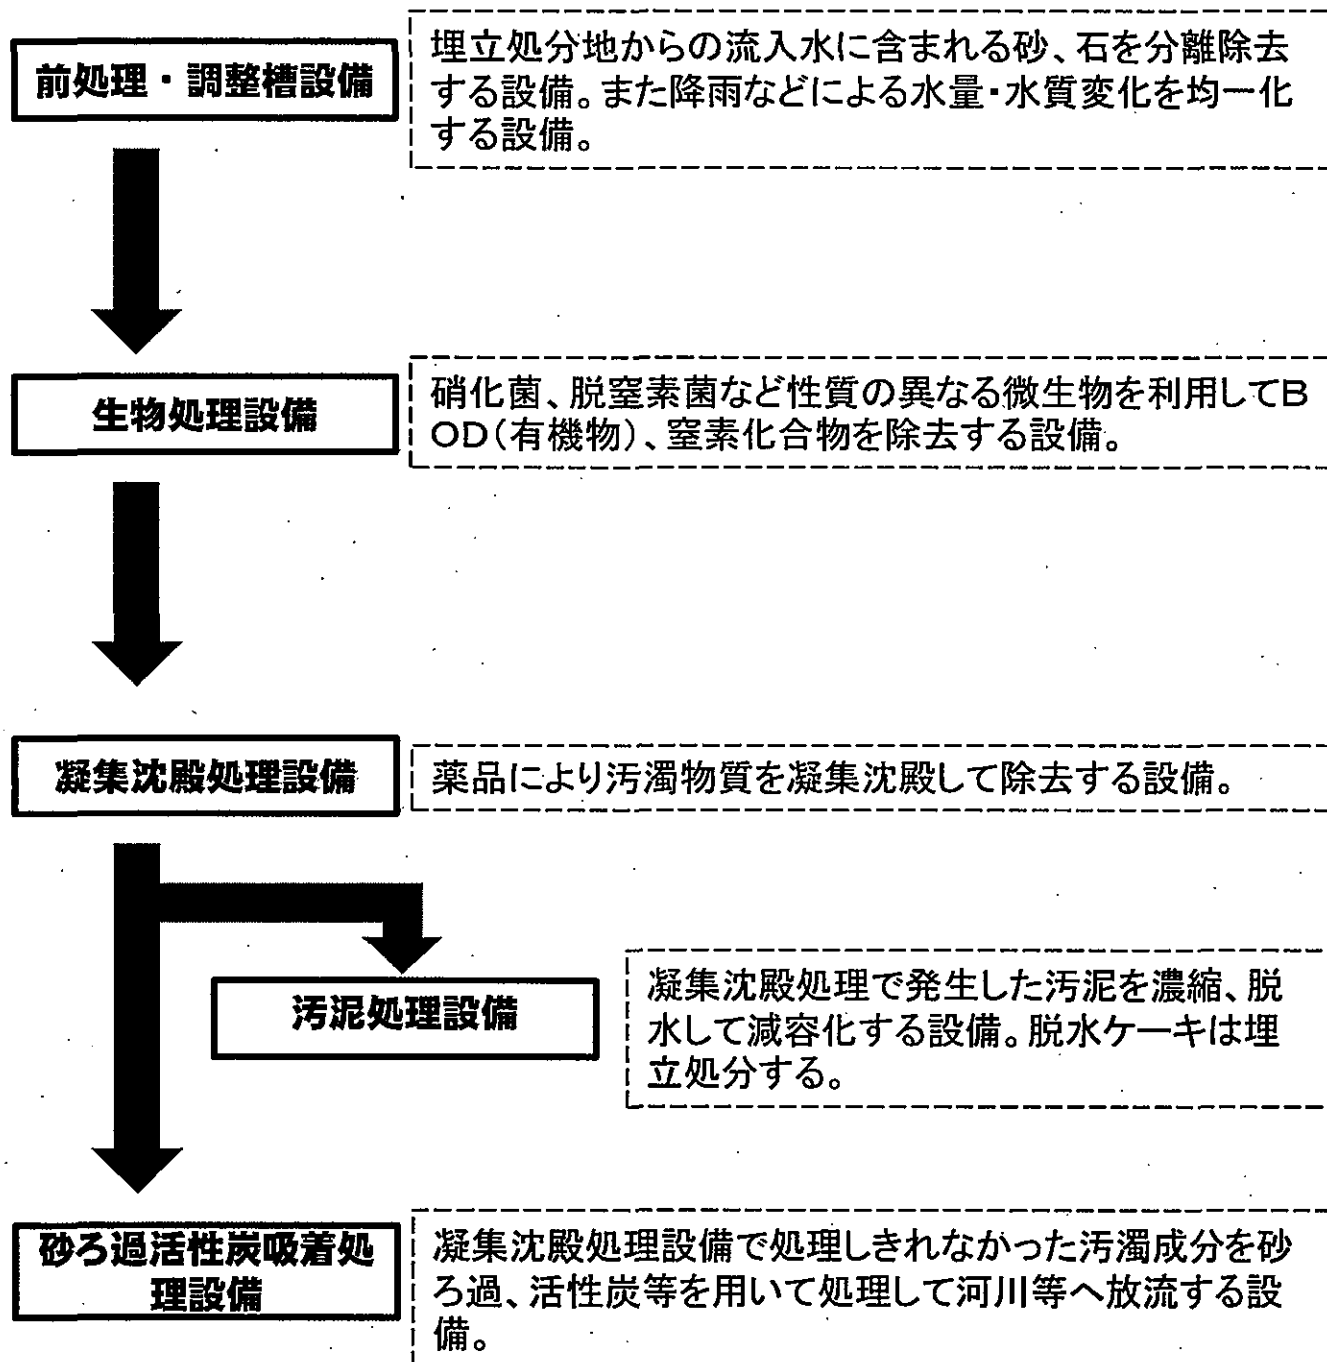 前処理・調整槽設備
埋立処分地からの流入水に含まれる砂、石を分離除去
する設備。また降雨などによる水量・水質変化を均一化
する設備。
生物処理設備
硝化菌、脱窒素菌など性質の異なる微生物を利用してB
OD(有機物)、窒素化合物を除去する設備。
凝集沈殿処理設備
薬品により汚濁物質を凝集沈殿して除去する設備。
汚泥処理設備
凝集沈殿処理で発生した汚泥を濃縮、脱
水して減容化する設備。脱水ケーキは埋
立処分する。
砂ろ過活性炭吸着処
理設備
凝集沈殿処理設備で処理しきれなかった汚濁成分を砂
ろ過、活性炭等を用いて処理して河川等へ放流する設
備。